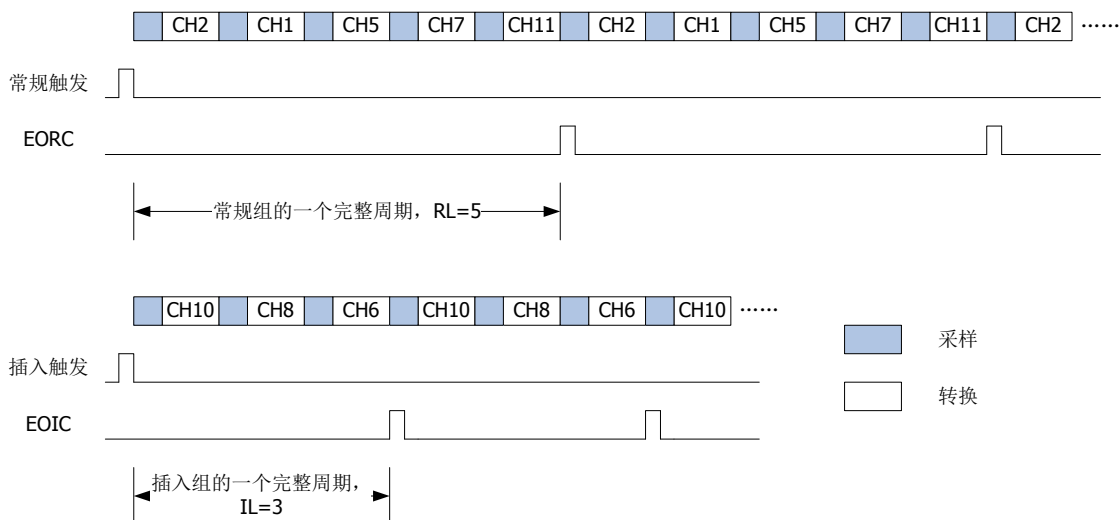 CH2 CH1 CH5 CH7 CH11 CH2 CH1 CH5 CH7 CH11 CH2 ……
常规触发
EORC
常规组的一个完整周期，RL=5
CH10 CH8 CH6 CH10 CH8 CH6 CH10 ……
采样
插入触发
转换
EOIC
插入组的一个完整周期，
IL=3